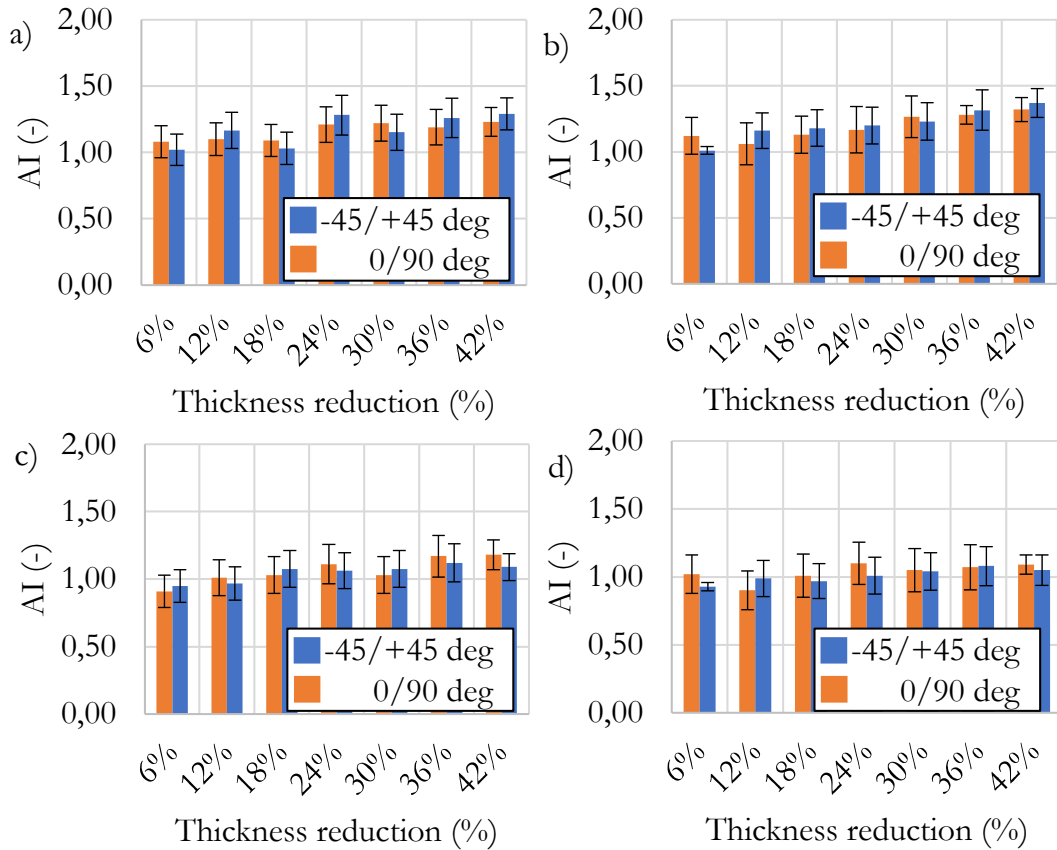 a)
2,00
1,50
1,00
0,50
0,00
AI (-)
-45/+45 deg
0/90 deg
6%
12%
18%
24%
30%
36%
42%
Thickness reduction (%)
b)
2,00
1,50
1,00
0,50
0,00
AI (-)
-45/+45 deg
0/90 deg
6%
12%
18%
24%
30%
36%
42%
Thickness reduction (%)
c)
2,00
1,50
1,00
0,50
0,00
AI (-)
-45/+45 deg
0/90 deg
6%
12%
18%
24%
30%
36%
42%
Thickness reduction (%)
d)
2,00
1,50
1,00
0,50
0,00
AI (-)
-45/+45 deg
0/90 deg
6%
12%
18%
24%
30%
36%
42%
Thickness reduction (%)